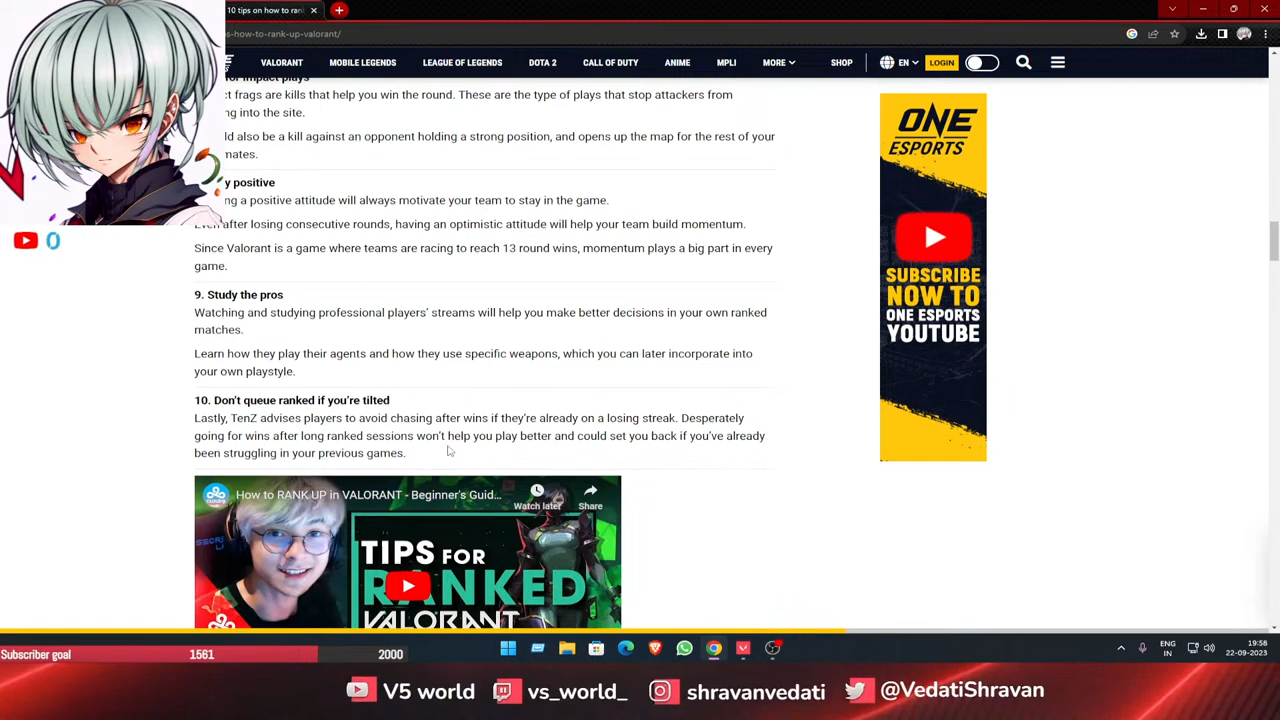 10 tips on how to ran
s-how-to-rank-up-valorant/
VALORANT
MOBILE LEGENDS
LEAGUE OF LEGENDS
DOTA 2
CALL OF DUTY
ANIME
MPLI
MORE
SHOP
EN
LOGIN
for impact plays
ct frags are kills that help you win the round. These are the type of plays that stop attackers from
ng into the site.
ld also be a kill against an opponent holding a strong position, and opens up the map for the rest of your
mates.
y positive
ng a positive attitude will always motivate your team to stay in the game.
Even after losing consecutive rounds, having an optimistic attitude will help your team build momentum.
Since Valorant is a game where teams are racing to reach 13 round wins, momentum plays a big part in every
game.
9. Study the pros
Watching and studying professional players' streams will help you make better decisions in your own ranked
matches.
Learn how they play their agents and how they use specific weapons, which you can later incorporate into
your own playstyle.
10. Don't queue ranked if you're tilted
Lastly, TenZ advises players to avoid chasing after wins if they're already on a losing streak. Desperately
going for wins after long ranked sessions won't help you play better and could set you back if you've already
been struggling in your previous games.
How to RANK UP in VALORANT - Beginner's Guid...
Watch later
Share
TIPS FOR
RANKED
VALORANT
ONE
ESPORTS
SUBSCRIBE
NOW TO
ONE ESPORTS
YOUTUBE
0
ENG
IN
19:58
22-09-2023
Subscriber goal
1561
2000
V5 world
vs_world_
shravanvedati
@VedatiShravan